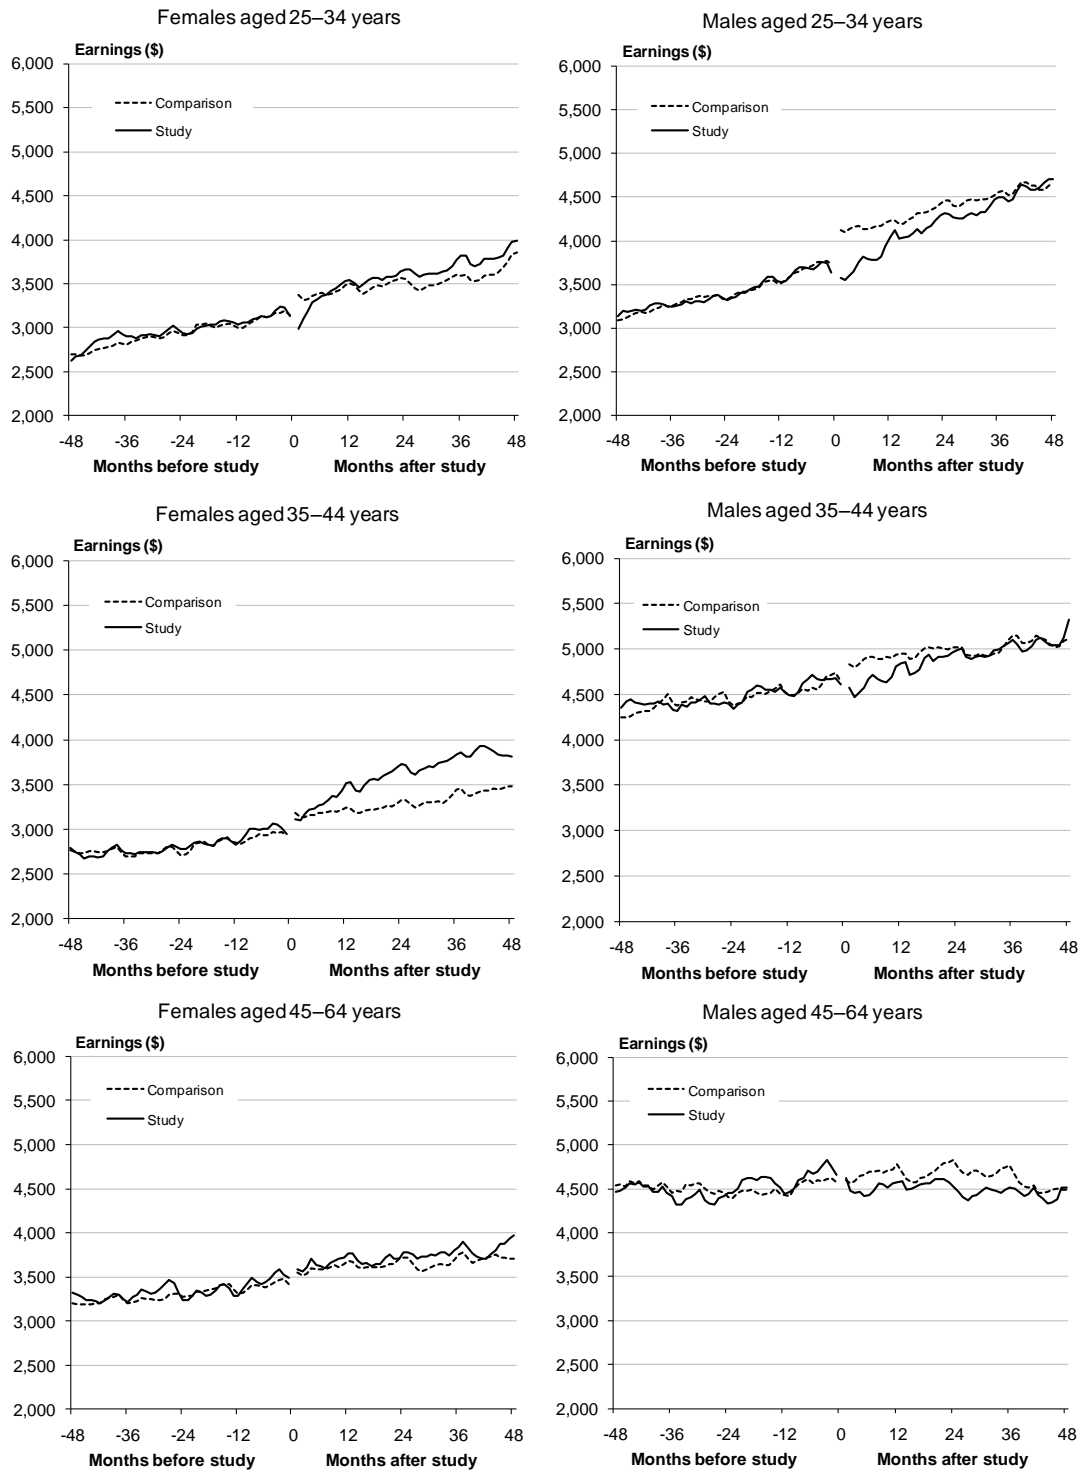 Females aged 25–34 years
Earnings ($)
6,000
5,500
5,000
4,500
4,000
3,500
3,000
2,500
2,000
Comparison
Study
-48 -36 -24 -12 0 12 24 36 48
Months before study Months after study
Males aged 25–34 years
Earnings ($)
6,000
5,500
5,000
4,500
4,000
3,500
3,000
2,500
2,000
Comparison
Study
-48 -36 -24 -12 0 12 24 36 48
Months before study Months after study
Females aged 35–44 years
Earnings ($)
6,000
5,500
5,000
4,500
4,000
3,500
3,000
2,500
2,000
Comparison
Study
-48 -36 -24 -12 0 12 24 36 48
Months before study Months after study
Males aged 35–44 years
Earnings ($)
6,000
5,500
5,000
4,500
4,000
3,500
3,000
2,500
2,000
Comparison
Study
-48 -36 -24 -12 0 12 24 36 48
Months before study Months after study
Females aged 45–64 years
Earnings ($)
6,000
5,500
5,000
4,500
4,000
3,500
3,000
2,500
2,000
Comparison
Study
-48 -36 -24 -12 0 12 24 36 48
Months before study Months after study
Males aged 45–64 years
Earnings ($)
6,000
5,500
5,000
4,500
4,000
3,500
3,000
2,500
2,000
Comparison
Study
-48 -36 -24 -12 0 12 24 36 48
Months before study Months after study